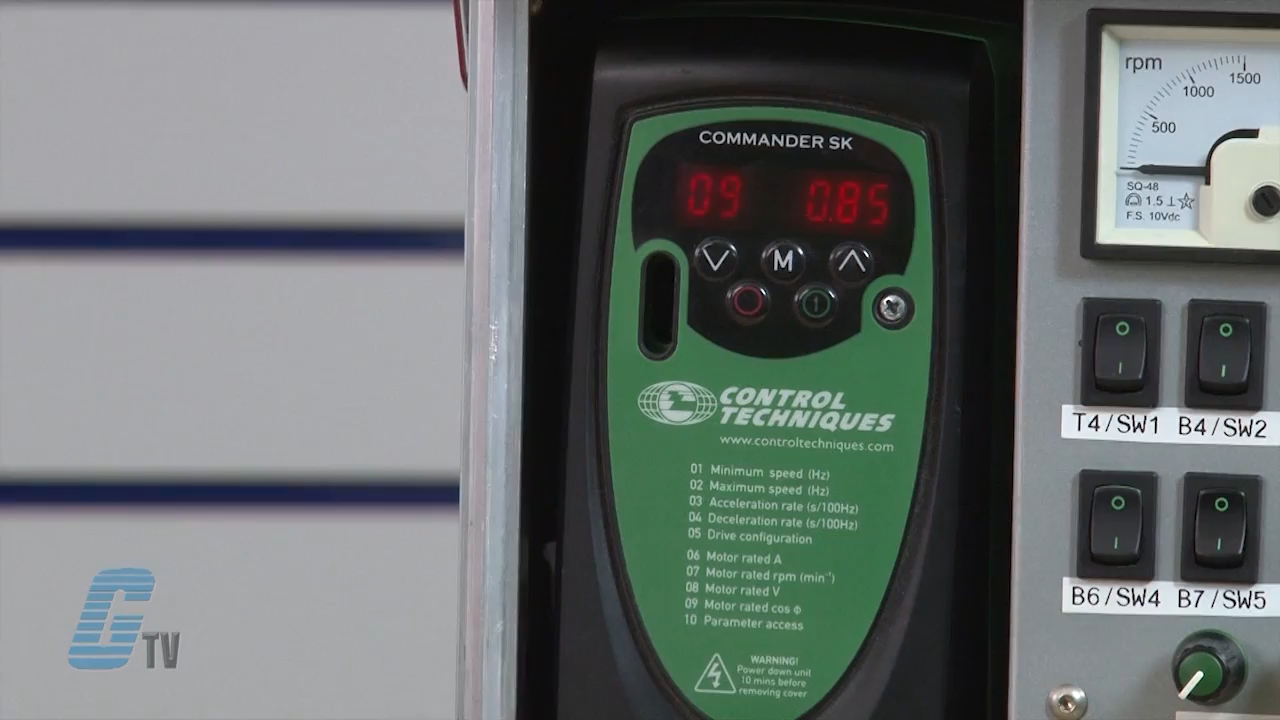 COMMANDER SK
09 0.85
V M Λ
CONTROL
TECHNIQUES
www.controltechniques.com
01 Minimum speed (Hz)
02 Maximum speed (Hz)
03 Acceleration rate (s/100Hz)
04 Deceleration rate (s/100Hz)
05 Drive configuration
06 Motor rated A
07 Motor rated rpm (min⁻¹)
08 Motor rated V
09 Motor rated cos φ
10 Parameter access
WARNING!
Power down unit
10 mins before
removing cover
rpm
500 1000 1500
SQ-48
1.5
F.S. 10Vdc
T4/SW1 B4/SW2
B6/SW4 B7/SW5
G TV